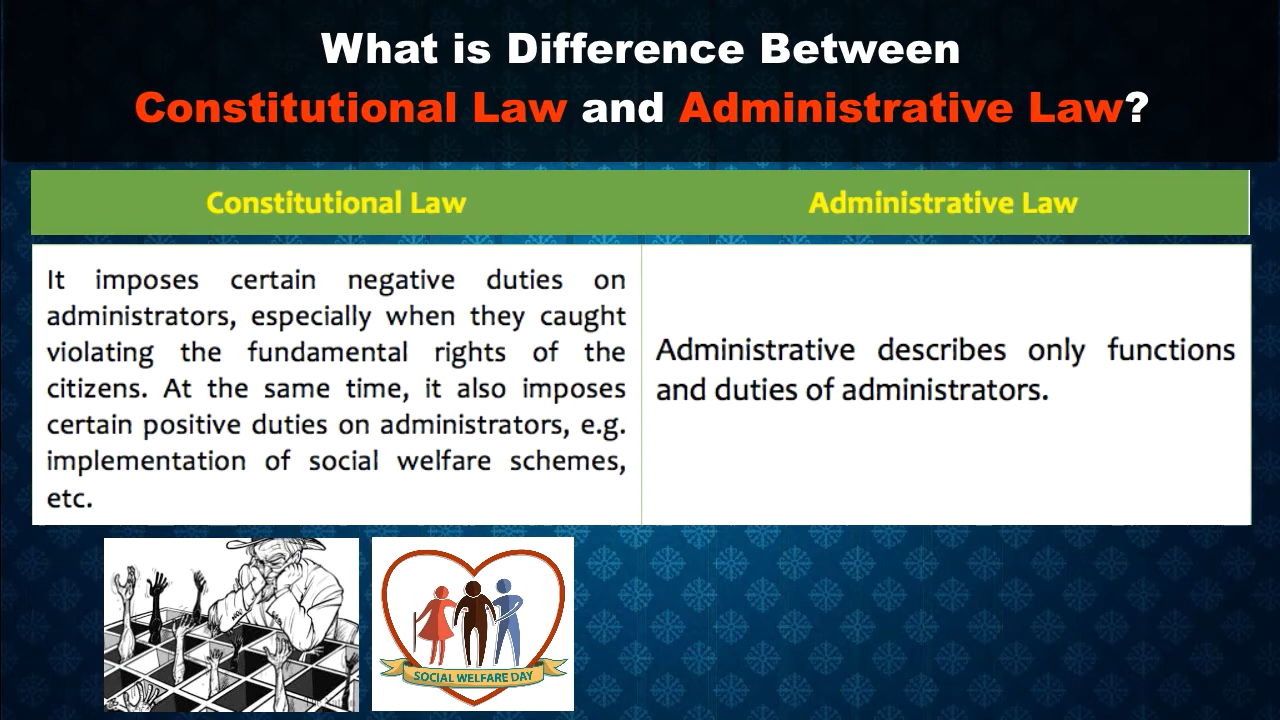 What is Difference Between
Constitutional Law and Administrative Law?
Constitutional Law
Administrative Law
It imposes certain negative duties on
administrators, especially when they caught
violating the fundamental rights of the
citizens. At the same time, it also imposes
certain positive duties on administrators, e.g.
implementation of social welfare schemes,
etc.
Administrative describes only functions
and duties of administrators.
SOCIAL WELFARE DAY